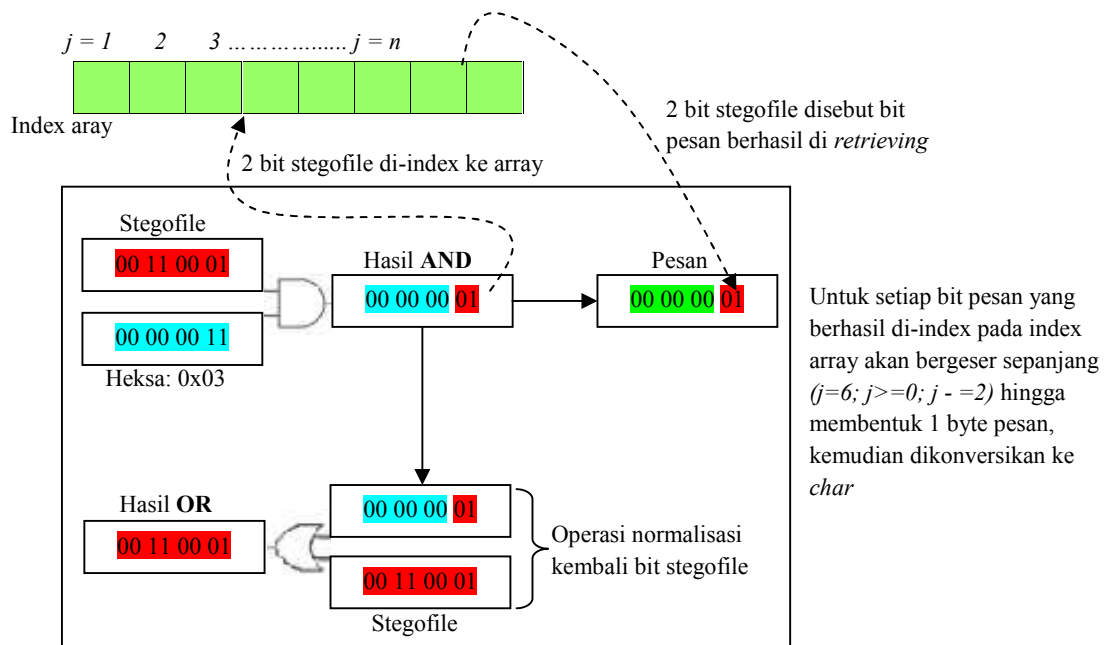 j = 1 2 3 ………….….. j = n
Index aray
2 bit stegofile di-index ke array
2 bit stegofile disebut bit
pesan berhasil di retrieving
Stegofile
00 11 00 01
00 00 00 11
Heksa: 0x03
Hasil AND
00 00 00 01
Pesan
00 00 00 01
Untuk setiap bit pesan yang
berhasil di-index pada index
array akan bergeser sepanjang
(j=6; j>=0; j - =2) hingga
membentuk 1 byte pesan,
kemudian dikonversikan ke
char
Hasil OR
00 11 00 01
00 00 00 01
00 11 00 01
Stegofile
Operasi normalisasi
kembali bit stegofile